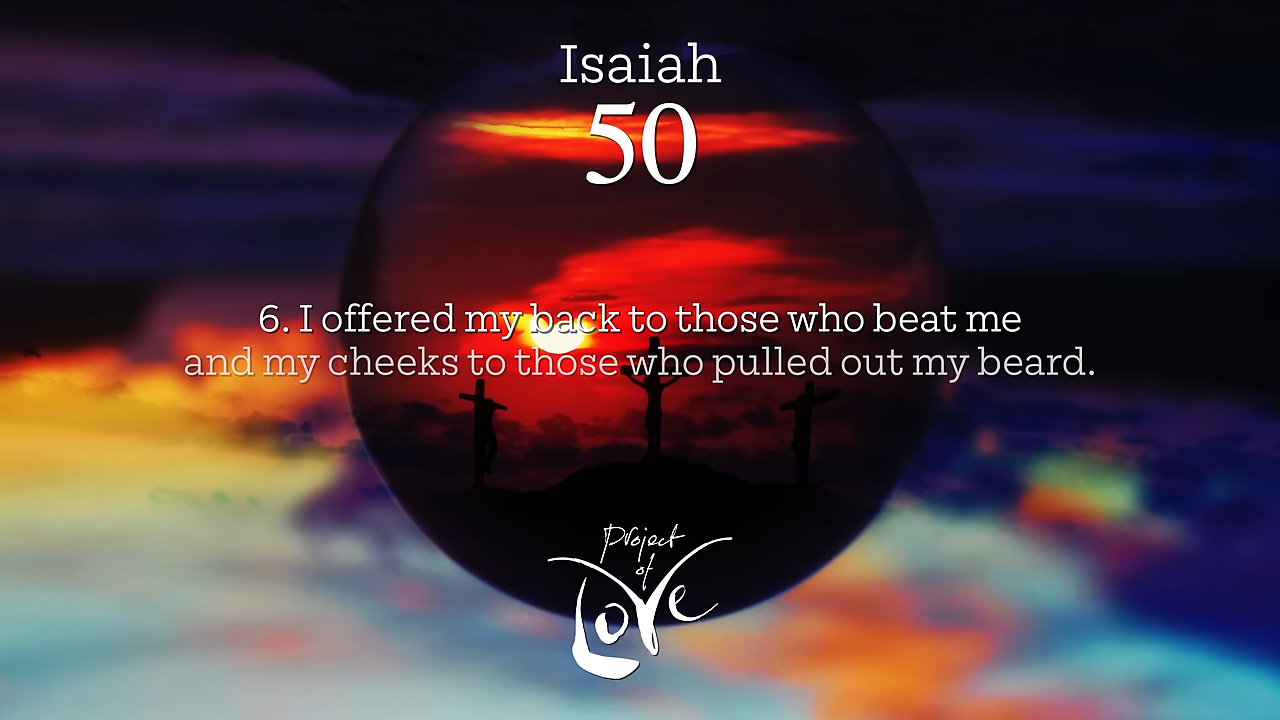 Isaiah
50
6. I offered my back to those who beat me
and my cheeks to those who pulled out my beard.
project
of
Love